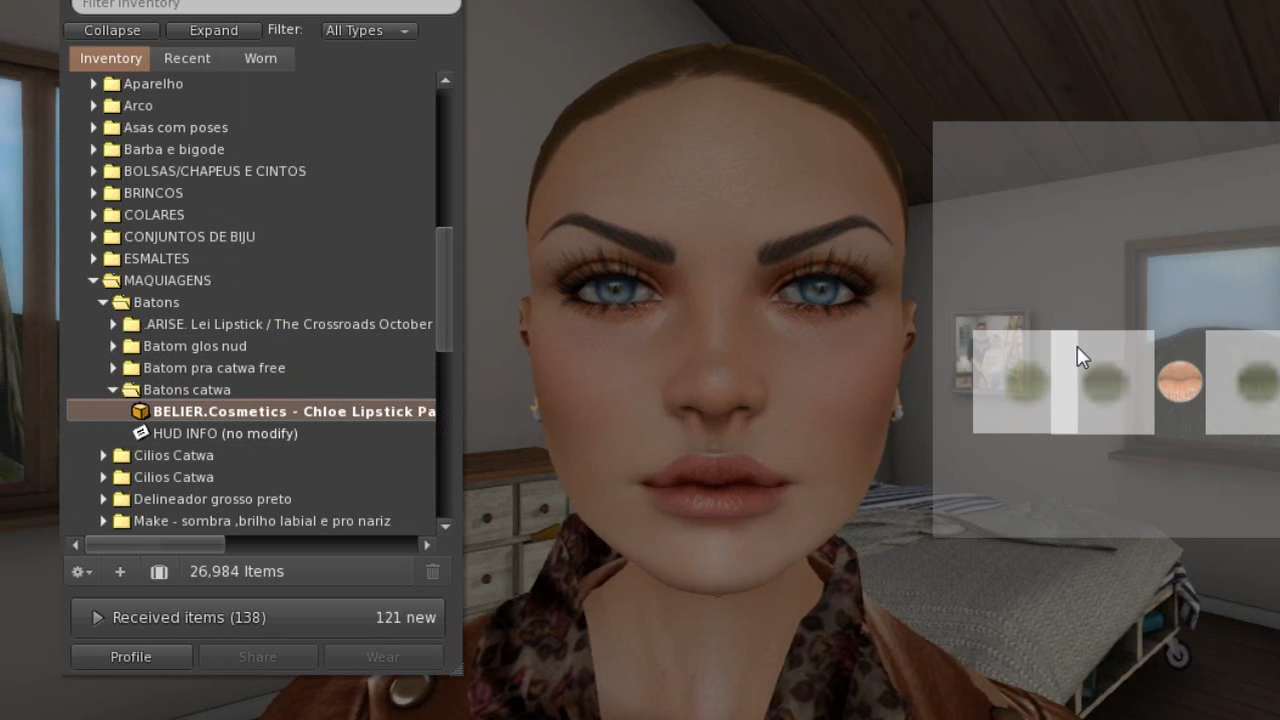 Filter Inventory
Collapse Expand Filter: All Types
Inventory Recent Worn
Aparelho
Arco
Asas com poses
Barba e bigode
BOLSAS/CHAPEUS E CINTOS
BRINCOS
COLARES
CONJUNTOS DE BIJU
ESMALTES
MAQUIAGENS
Batons
.ARISE. Lei Lipstick / The Crossroads October
Batom glos nud
Batom pra catwa free
Batons catwa
BELIER.Cosmetics - Chloe Lipstick Pa
HUD INFO (no modify)
Cilios Catwa
Cilios Catwa
Delineador grosso preto
Make - sombra ,brilho labial e pro nariz
26,984 Items
Received items (138) 121 new
Profile Share Wear